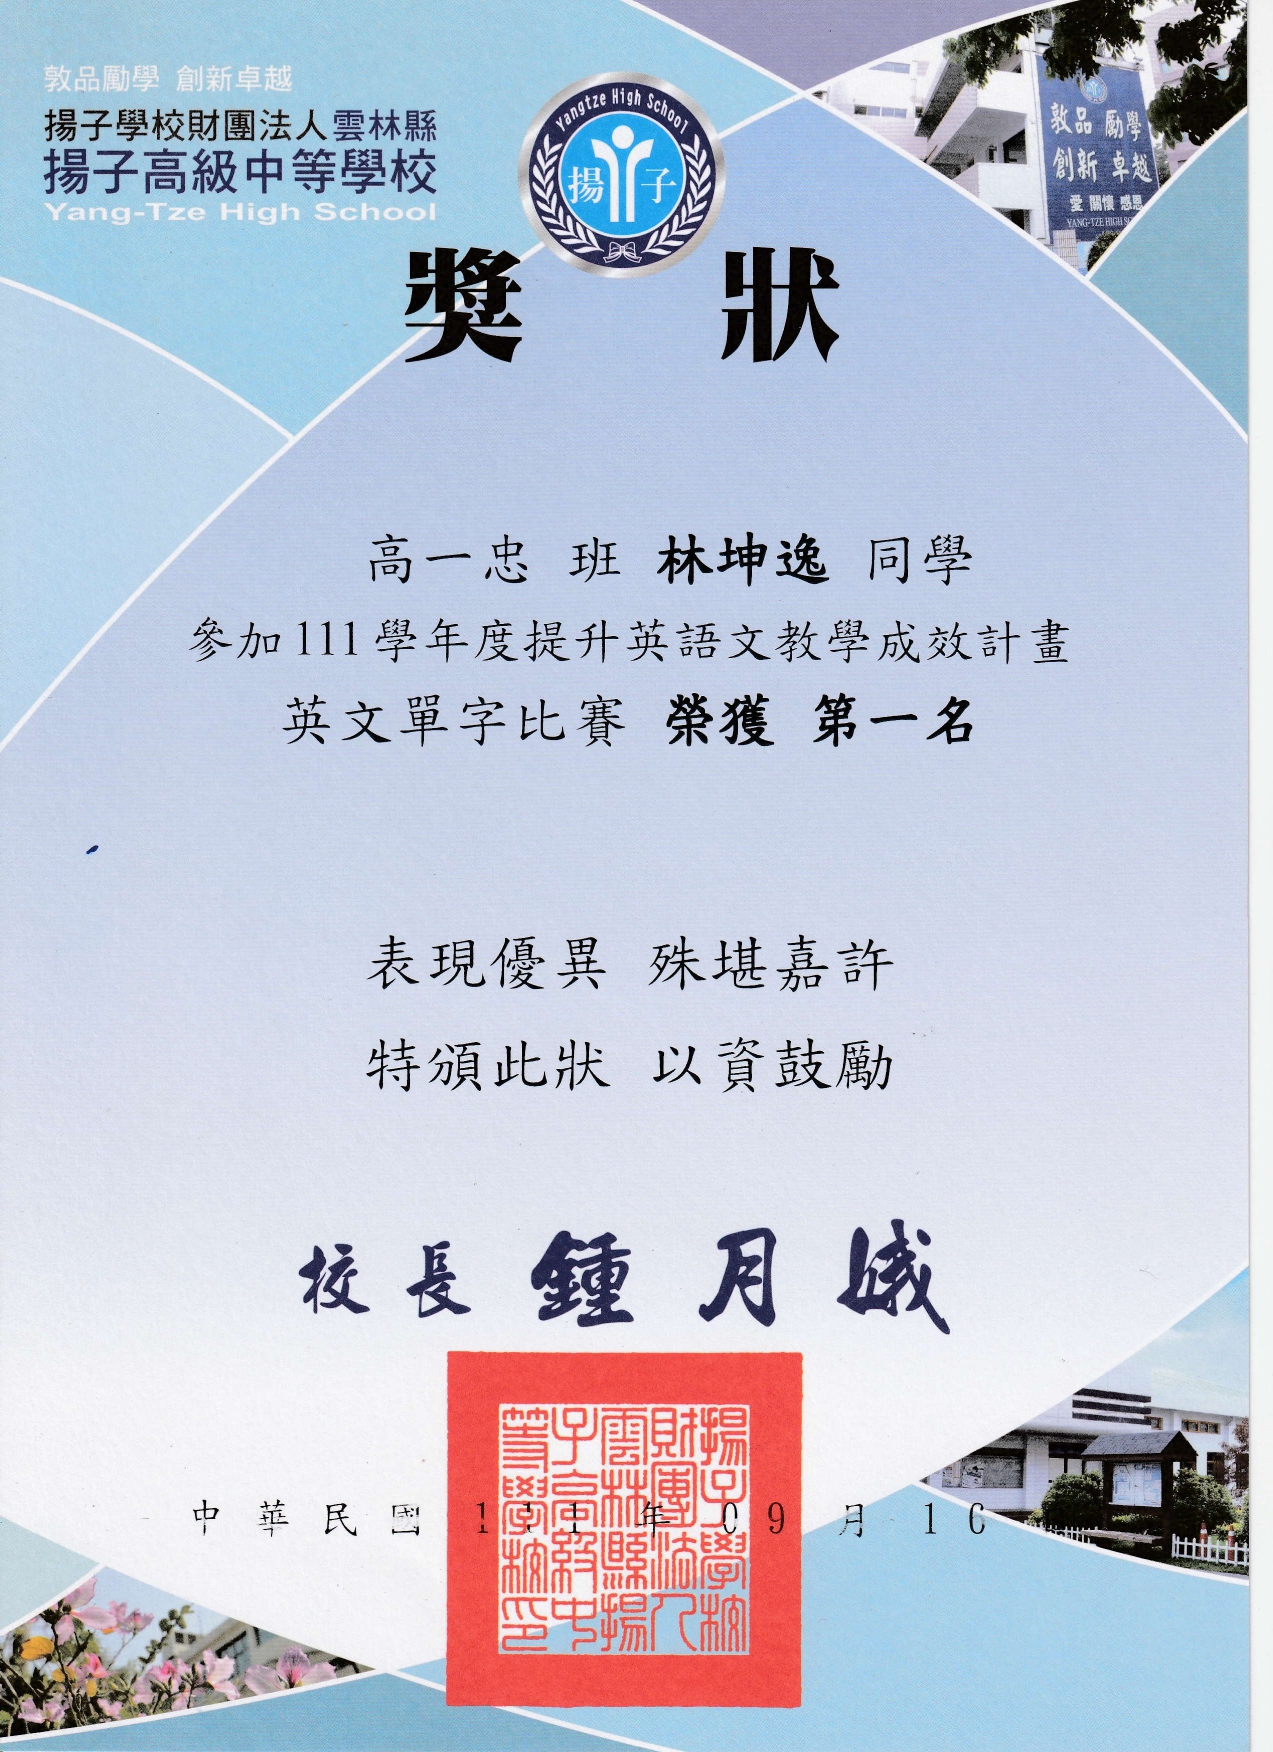 敦品勵學 創新卓越
揚子學校財團法人雲林縣
揚子高級中等學校
Yang-Tze High School
Yangtze High School
揚子
敦品 勵學
創新 卓越
愛 關懷 感恩
YANG-TZE HIGH SC
獎狀
高一忠 班 林坤逸 同學
參加111學年度提升英語文教學成效計畫
英文單字比賽 榮獲 第一名
表現優異 殊堪嘉許
特頒此狀 以資鼓勵
校長 鍾月娥
中華民國 111 年 09 月 16
揚子學校
財團法人
雲林縣揚
子高級中
等學校印